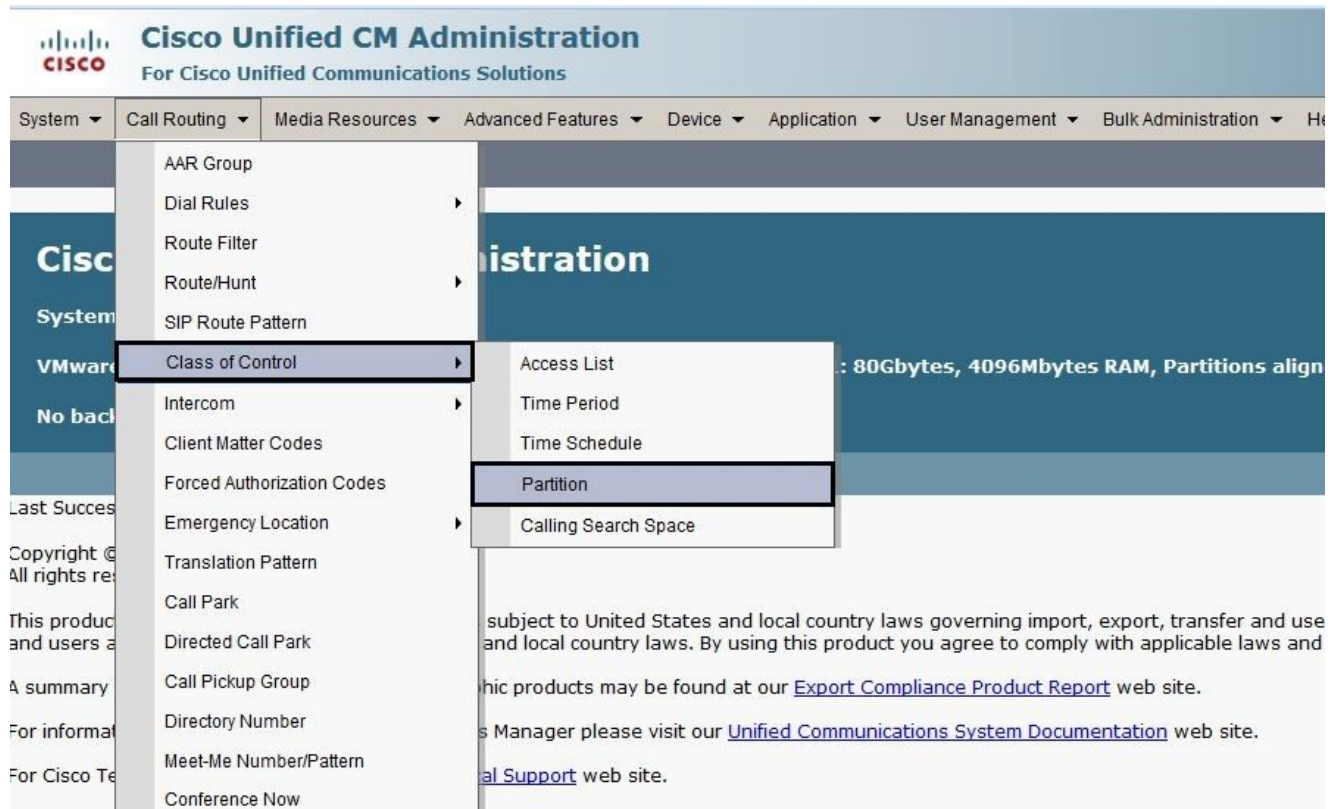 CISCO
Cisco Unified CM Administration
For Cisco Unified Communications Solutions
System Call Routing Media Resources Advanced Features Device Application User Management Bulk Administration He
AAR Group
Dial Rules
Route Filter
Route/Hunt
SIP Route Pattern
Class of Control
Intercom
Client Matter Codes
Forced Authorization Codes
Emergency Location
Translation Pattern
Call Park
Directed Call Park
Call Pickup Group
Directory Number
Meet-Me Number/Pattern
Conference Now
Access List
Time Period
Time Schedule
Partition
Calling Search Space
Cisc istration
System
VMware : 80Gbytes, 4096Mbytes RAM, Partitions align
No back
Last Succes
Copyright ©
All rights re
This produc subject to United States and local country laws governing import, export, transfer and use
and users a and local country laws. By using this product you agree to comply with applicable laws and
A summary hic products may be found at our Export Compliance Product Report web site.
For informat s Manager please visit our Unified Communications System Documentation web site.
For Cisco Te al Support web site.